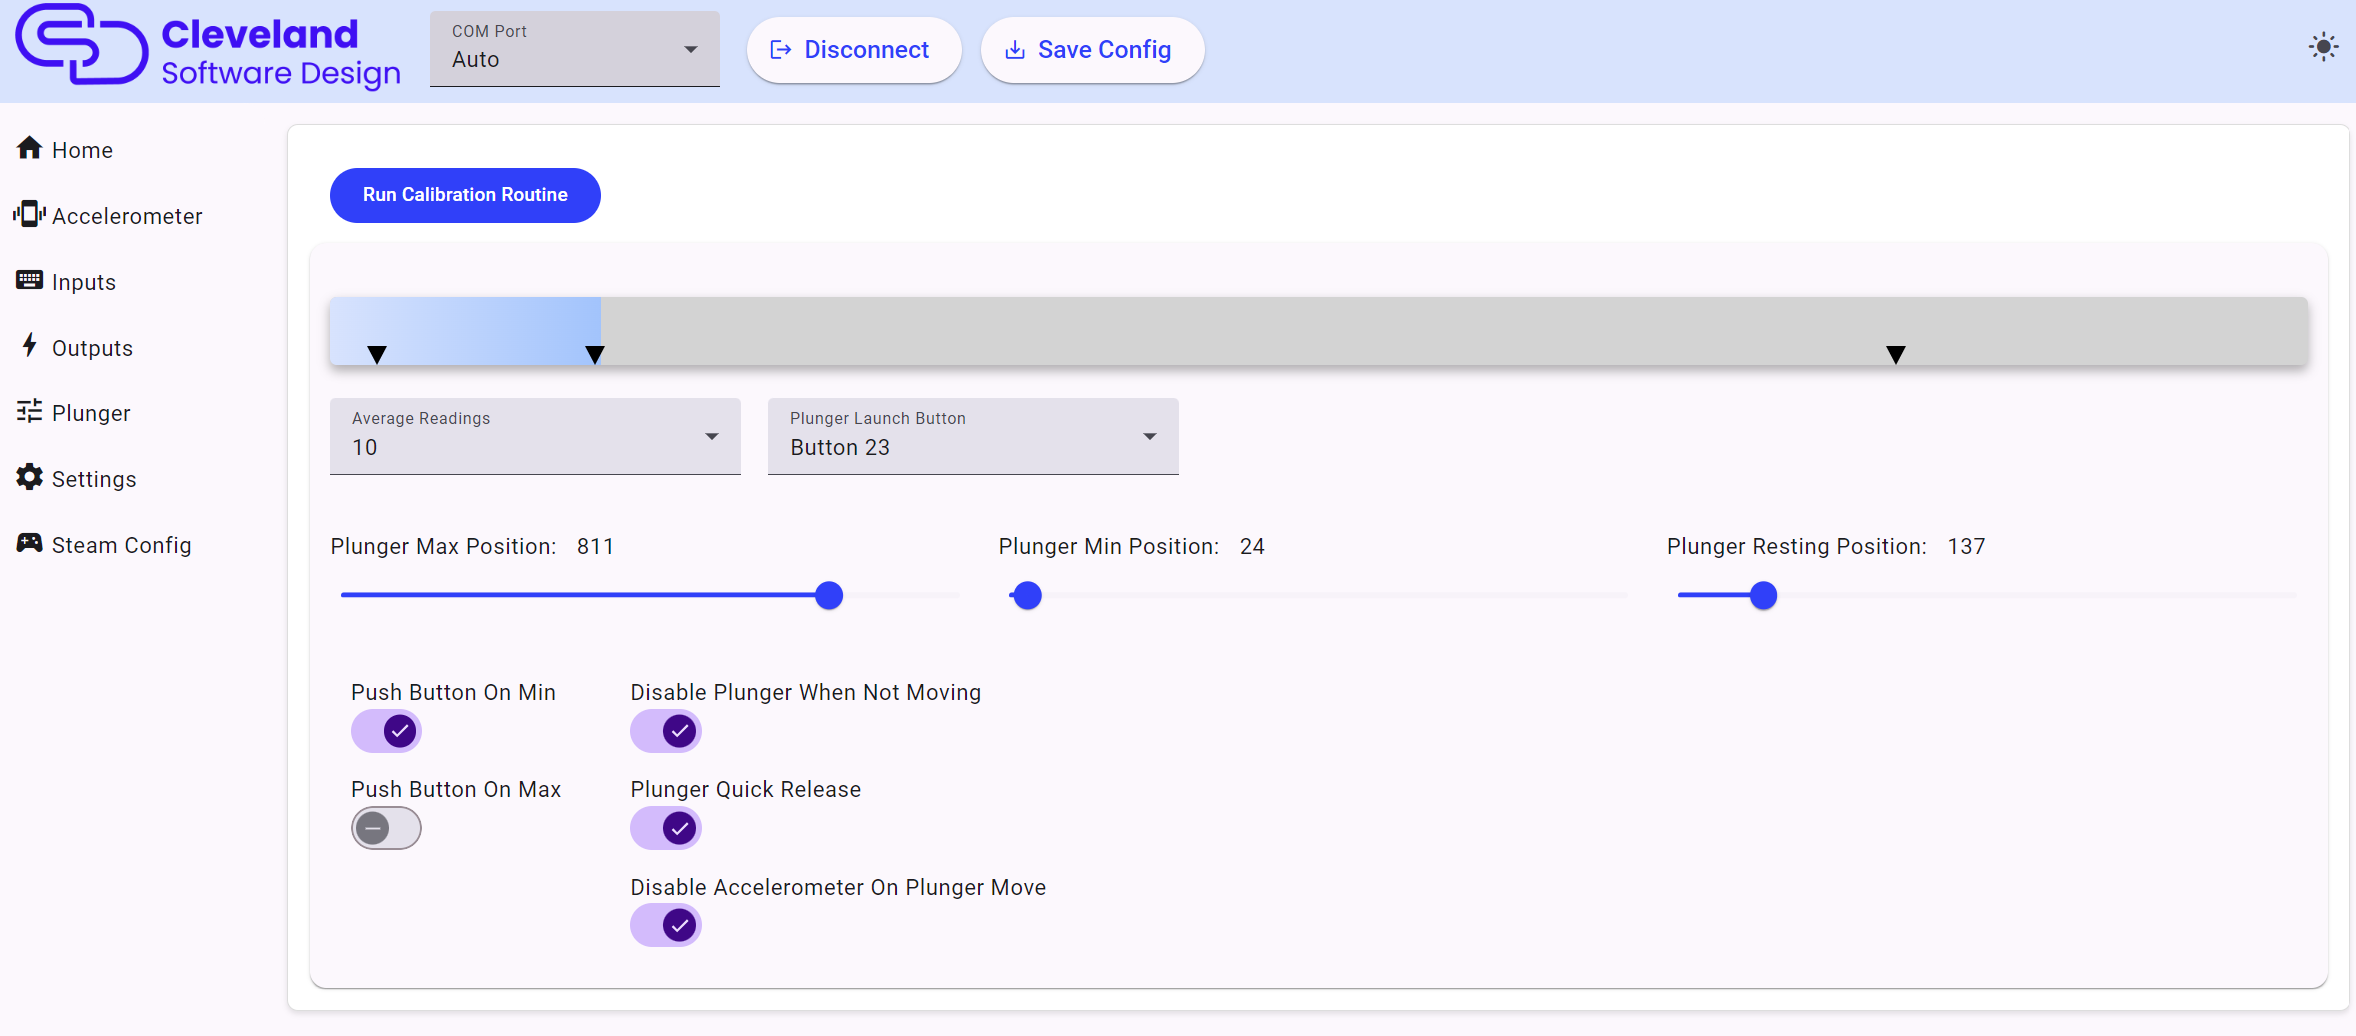 Cleveland
Software Design
COM Port
Auto
Disconnect
Save Config
Home
Accelerometer
Inputs
Outputs
Plunger
Settings
Steam Config
Run Calibration Routine
Average Readings
10
Plunger Launch Button
Button 23
Plunger Max Position: 811
Plunger Min Position: 24
Plunger Resting Position: 137
Push Button On Min
Disable Plunger When Not Moving
Push Button On Max
Plunger Quick Release
Disable Accelerometer On Plunger Move